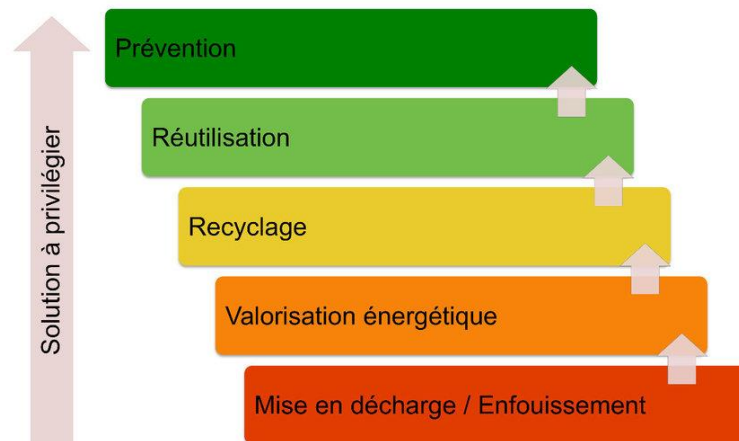 Solution à privilégier
Prévention
Réutilisation
Recyclage
Valorisation énergétique
Mise en décharge / Enfouissement